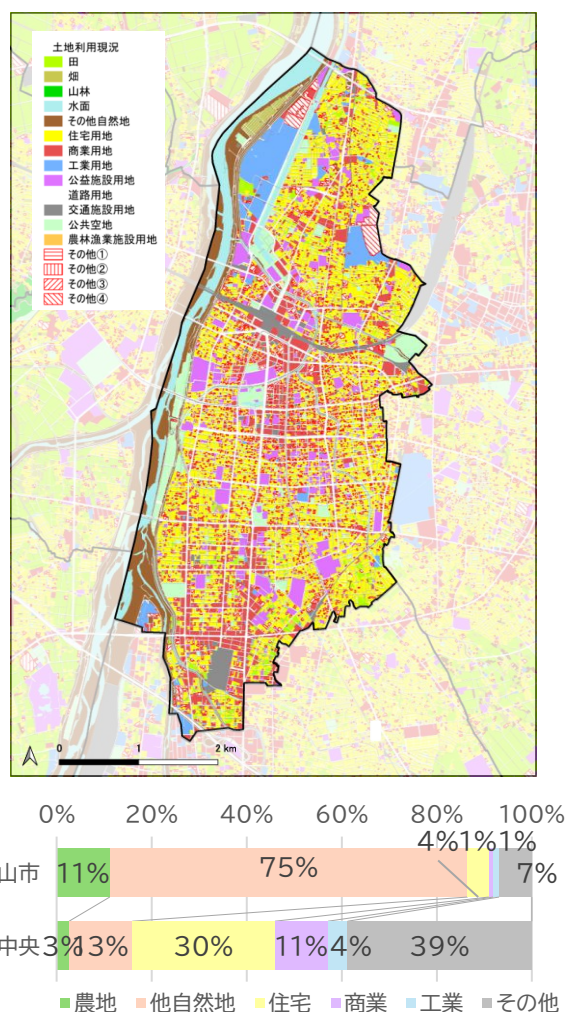 土地利用現況
田
畑
山林
水面
その他自然地
住宅用地
商業用地
工業用地
公益施設用地
道路用地
交通施設用地
公共空地
農林漁業施設用地
その他①
その他②
その他③
その他④
0 1 2 km
0% 20% 40% 60% 80% 100%
山市 11% 75% 4% 1% 1% 7%
中央 3% 13% 30% 11% 4% 39%
農地 他自然地 住宅 商業 工業 その他